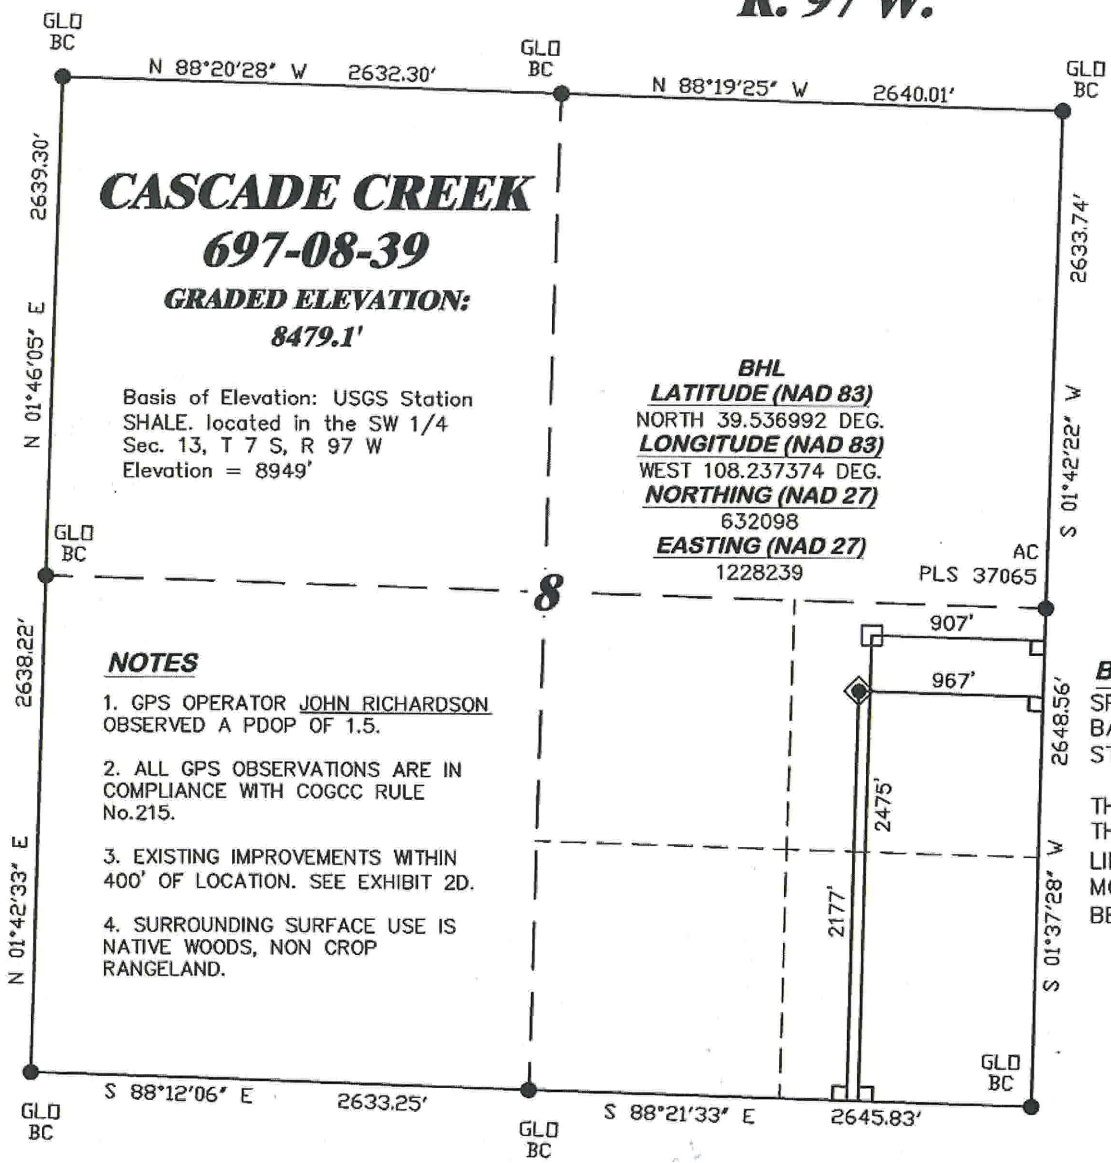 R. 97 W.
GLO
BC
N 88°20'28" W 2632.30'
GLO
BC
N 88°19'25" W 2640.01'
GLO
BC
2639.30'
N 01°46'05" E
CASCADE CREEK
697-08-39
GRADED ELEVATION:
8479.1'
Basis of Elevation: USGS Station
SHALE. located in the SW 1/4
Sec. 13, T 7 S, R 97 W
Elevation = 8949'
BHL
LATITUDE (NAD 83)
NORTH 39.536992 DEG.
LONGITUDE (NAD 83)
WEST 108.237374 DEG.
NORTHING (NAD 27)
632098
EASTING (NAD 27)
1228239
2633.74'
S 01°42'22" W
AC
PLS 37065
GLO
BC
8
907'
967'
2475'
2177'
2638.22'
N 01°42'33" E
NOTES
1. GPS OPERATOR JOHN RICHARDSON
OBSERVED A PDOP OF 1.5.
2. ALL GPS OBSERVATIONS ARE IN
COMPLIANCE WITH COGCC RULE
No.215.
3. EXISTING IMPROVEMENTS WITHIN
400' OF LOCATION. SEE EXHIBIT 2D.
4. SURROUNDING SURFACE USE IS
NATIVE WOODS, NON CROP
RANGELAND.
2648.56'
S 01°37'28" W
GLO
BC
S 88°12'06" E 2633.25'
GLO
BC
S 88°21'33" E 2645.83'
GLO
BC